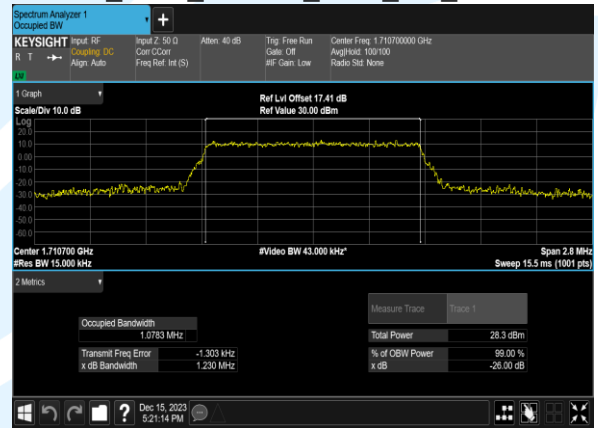 Spectrum Analyzer 1
Occupied BW
KEYSIGHT Input: RF Input Z: 50 Ω Atten: 40 dB Trig: Free Run Center Freq: 1.710700000 GHz
R T Coupling: DC Corr CCorr Gate: Off Avg|Hold: 100/100
Align: Auto Freq Ref: Int (S) #IF Gain: Low Radio Std: None
1 Graph
Ref Lvl Offset 17.41 dB
Scale/Div 10.0 dB Ref Value 30.00 dBm
Log
20.0
10.0
0.00
-10.0
-20.0
-30.0
-40.0
-50.0
-60.0
Center 1.710700 GHz #Video BW 43.000 kHz* Span 2.8 MHz
#Res BW 15.000 kHz Sweep 15.5 ms (1001 pts)
2 Metrics
Measure Trace Trace 1
Occupied Bandwidth
1.0783 MHz Total Power 28.3 dBm
Transmit Freq Error -1.303 kHz % of OBW Power 99.00 %
x dB Bandwidth 1.230 MHz x dB -26.00 dB
? Dec 15, 2023
5:21:14 PM